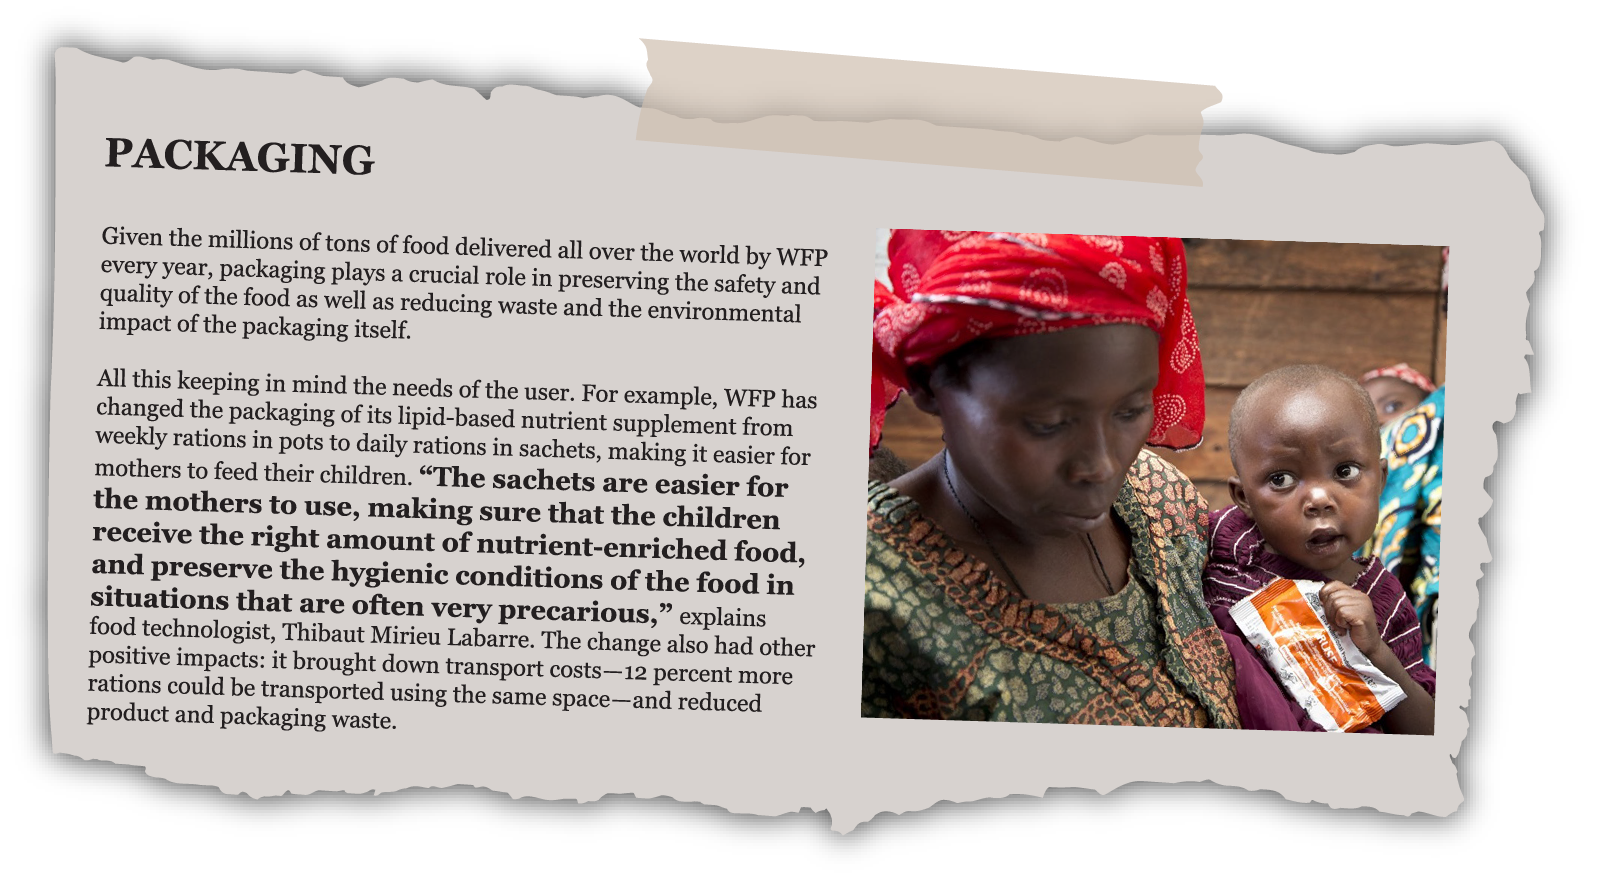 PACKAGING
Given the millions of tons of food delivered all over the world by WFP
every year, packaging plays a crucial role in preserving the safety and
quality of the food as well as reducing waste and the environmental
impact of the packaging itself.
All this keeping in mind the needs of the user. For example, WFP has
changed the packaging of its lipid-based nutrient supplement from
weekly rations in pots to daily rations in sachets, making it easier for
mothers to feed their children. “The sachets are easier for
the mothers to use, making sure that the children
receive the right amount of nutrient-enriched food,
and preserve the hygienic conditions of the food in
situations that are often very precarious,” explains
food technologist, Thibaut Mirieu Labarre. The change also had other
positive impacts: it brought down transport costs—12 percent more
rations could be transported using the same space—and reduced
product and packaging waste.